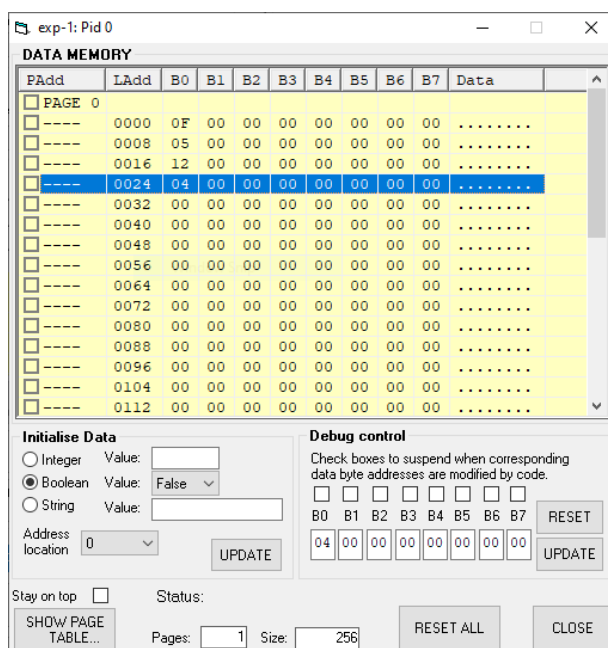 exp-1: Pid 0
DATA MEMORY
PAdd LAdd B0 B1 B2 B3 B4 B5 B6 B7 Data
PAGE 0
---- 0000 0F 00 00 00 00 00 00 00 ........
---- 0008 05 00 00 00 00 00 00 00 ........
---- 0016 12 00 00 00 00 00 00 00 ........
---- 0024 04 00 00 00 00 00 00 00 ........
---- 0032 00 00 00 00 00 00 00 00 ........
---- 0040 00 00 00 00 00 00 00 00 ........
---- 0048 00 00 00 00 00 00 00 00 ........
---- 0056 00 00 00 00 00 00 00 00 ........
---- 0064 00 00 00 00 00 00 00 00 ........
---- 0072 00 00 00 00 00 00 00 00 ........
---- 0080 00 00 00 00 00 00 00 00 ........
---- 0088 00 00 00 00 00 00 00 00 ........
---- 0096 00 00 00 00 00 00 00 00 ........
---- 0104 00 00 00 00 00 00 00 00 ........
---- 0112 00 00 00 00 00 00 00 00 ........
Initialise Data
Integer Value:
Boolean Value: False
String Value:
Address location 0
UPDATE
Debug control
Check boxes to suspend when corresponding
data byte addresses are modified by code.
B0 B1 B2 B3 B4 B5 B6 B7
04 00 00 00 00 00 00 00
RESET
UPDATE
Stay on top Status:
SHOW PAGE
TABLE...
Pages: 1 Size: 256
RESET ALL
CLOSE